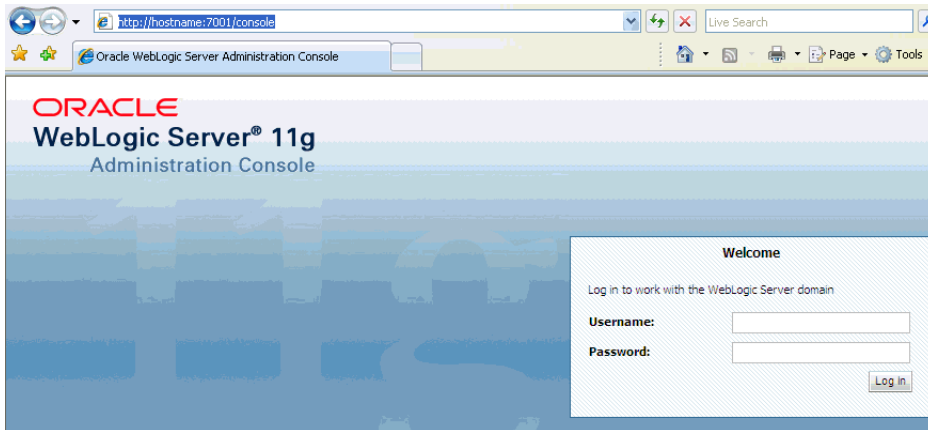 http://hostname:7001/console
Live Search
Oracle WebLogic Server Administration Console
Page
Tools
ORACLE
WebLogic Server® 11g
Administration Console
11g
Welcome
Log in to work with the WebLogic Server domain
Username:
Password:
Log in